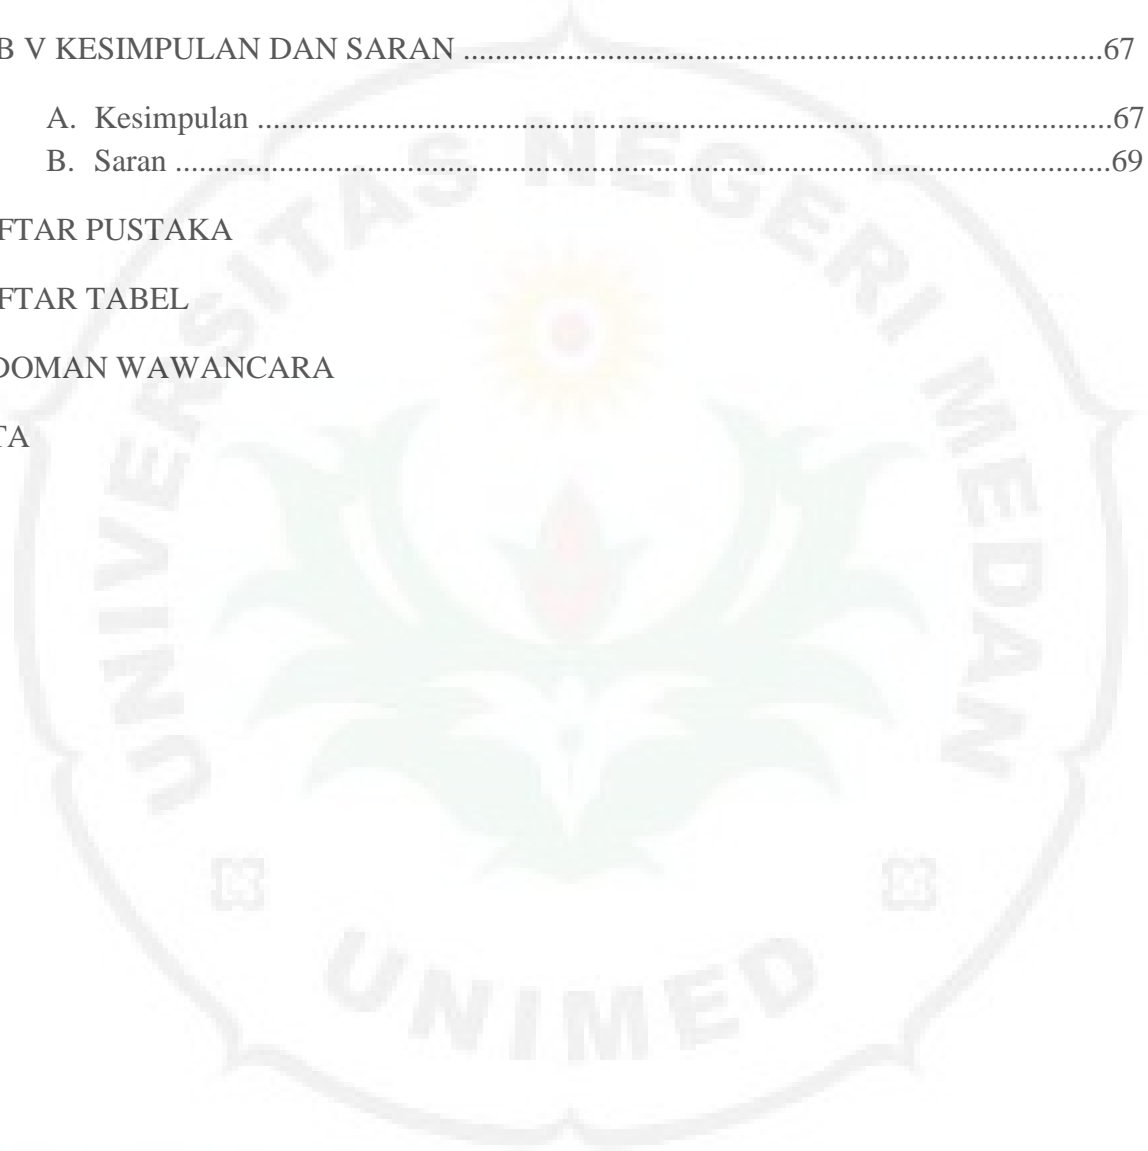 B V KESIMPULAN DAN SARAN ................................................................................67
A. Kesimpulan ...........................................................................................................67
B. Saran .....................................................................................................................69
FTAR PUSTAKA
FTAR TABEL
DOMAN WAWANCARA
TA
UNIVERSITAS NEGERI MEDAN
UNIMED